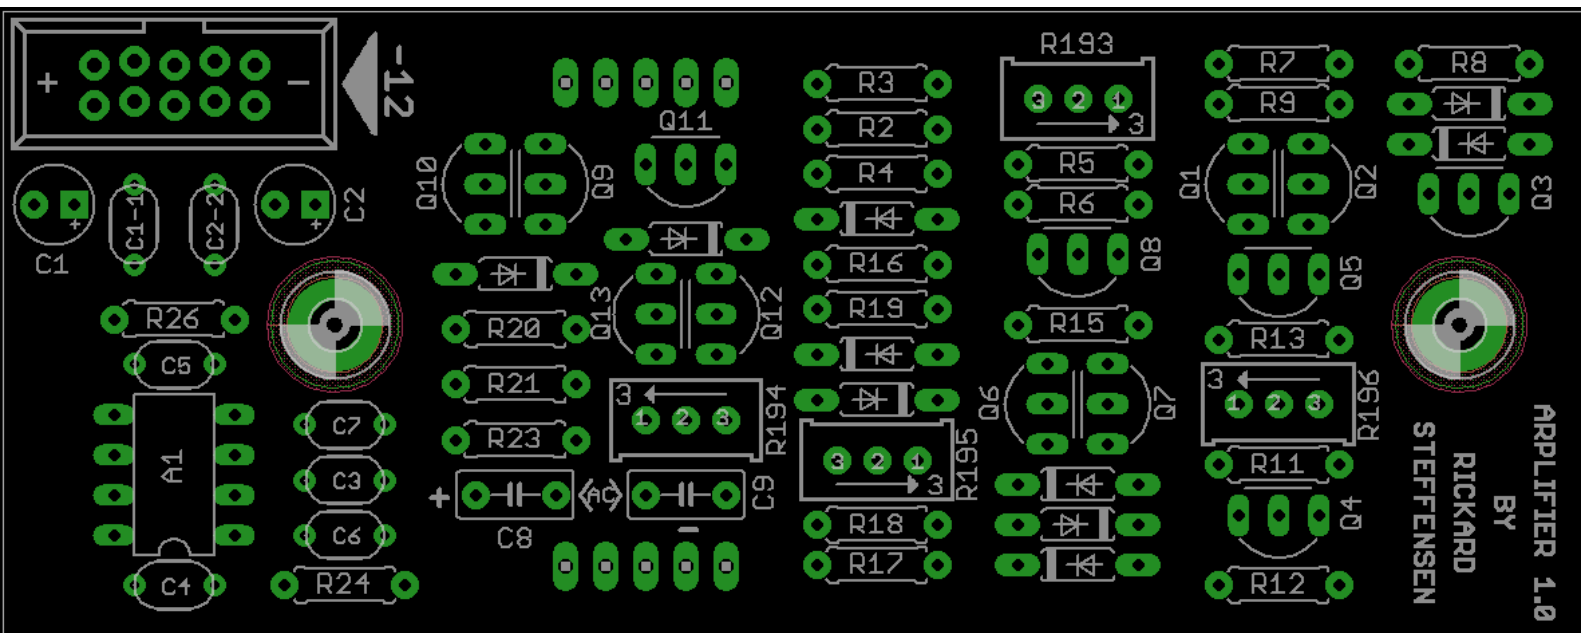 +
-
-12
C1
C1-1
C2-2
C2
R26
C5
A1
C4
C7
C3
C6
R24
Q10
Q9
Q11
R20
R21
R23
Q13
Q12
3
1 2 3
R194
+
C8
(AC)
C9
-
R3
R2
R4
R16
R19
3 2 1
3
R195
R18
R17
R193
3 2 1
3
R5
R6
Q8
R15
Q6
Q7
R7
R9
Q1
Q2
Q5
R13
3
1 2 3
R196
R11
Q4
R12
R8
Q3
ARPLIFIER 1.0
BY
RICKARD
STEFFENSEN